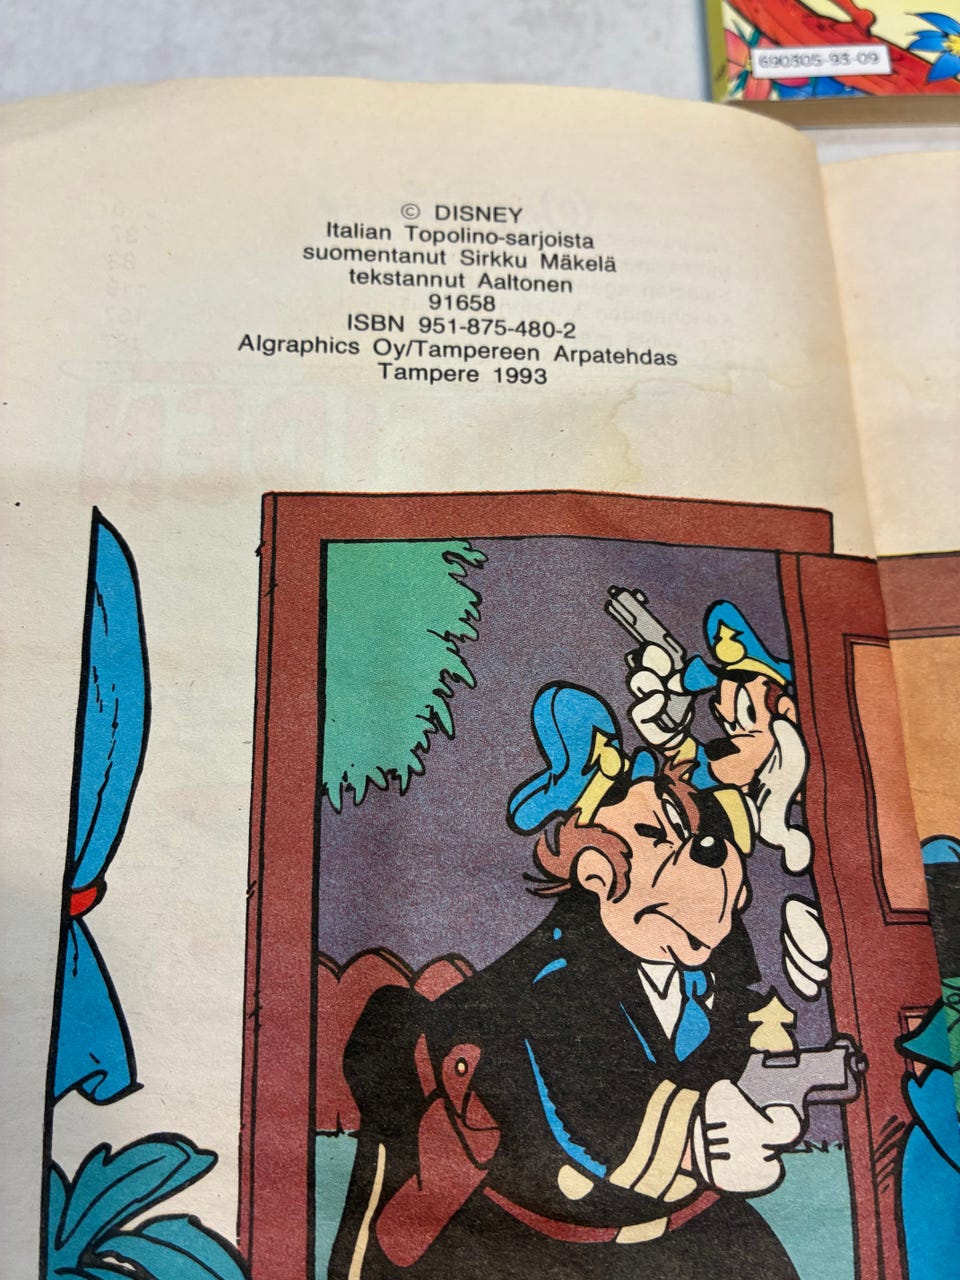 690305-93-09
© DISNEY
Italian Topolino-sarjoista
suomentanut Sirkku Mäkelä
tekstannut Aaltonen
91658
ISBN 951-875-480-2
Algraphics Oy/Tampereen Arpatehdas
Tampere 1993